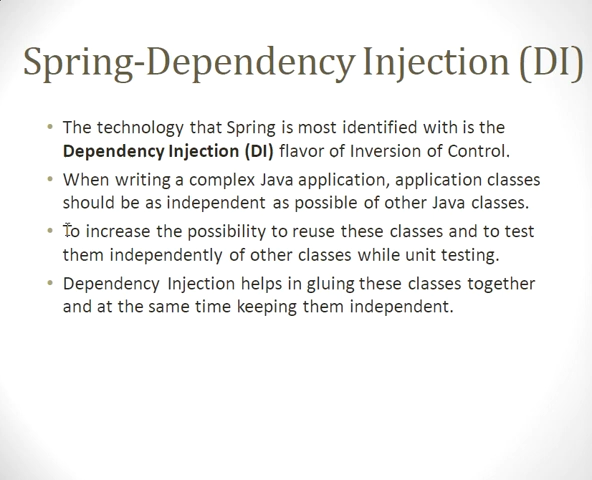 Spring-Dependency Injection (DI)
• The technology that Spring is most identified with is the
Dependency Injection (DI) flavor of Inversion of Control.
• When writing a complex Java application, application classes
should be as independent as possible of other Java classes.
• To increase the possibility to reuse these classes and to test
them independently of other classes while unit testing.
• Dependency Injection helps in gluing these classes together
and at the same time keeping them independent.